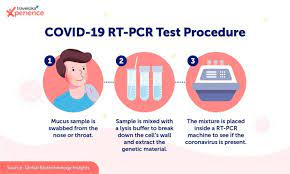 traveloka
Xperience
COVID-19 RT-PCR Test Procedure
1
2
3
Mucus sample is
swabbed from the
nose or throat.
Sample is mixed with
a lysis buffer to break
down the cell's wall
and extract the
genetic material.
The mixture is placed
inside a RT-PCR
machine to see if the
coronavirus is present.
Source: Global Biotechnology Insights